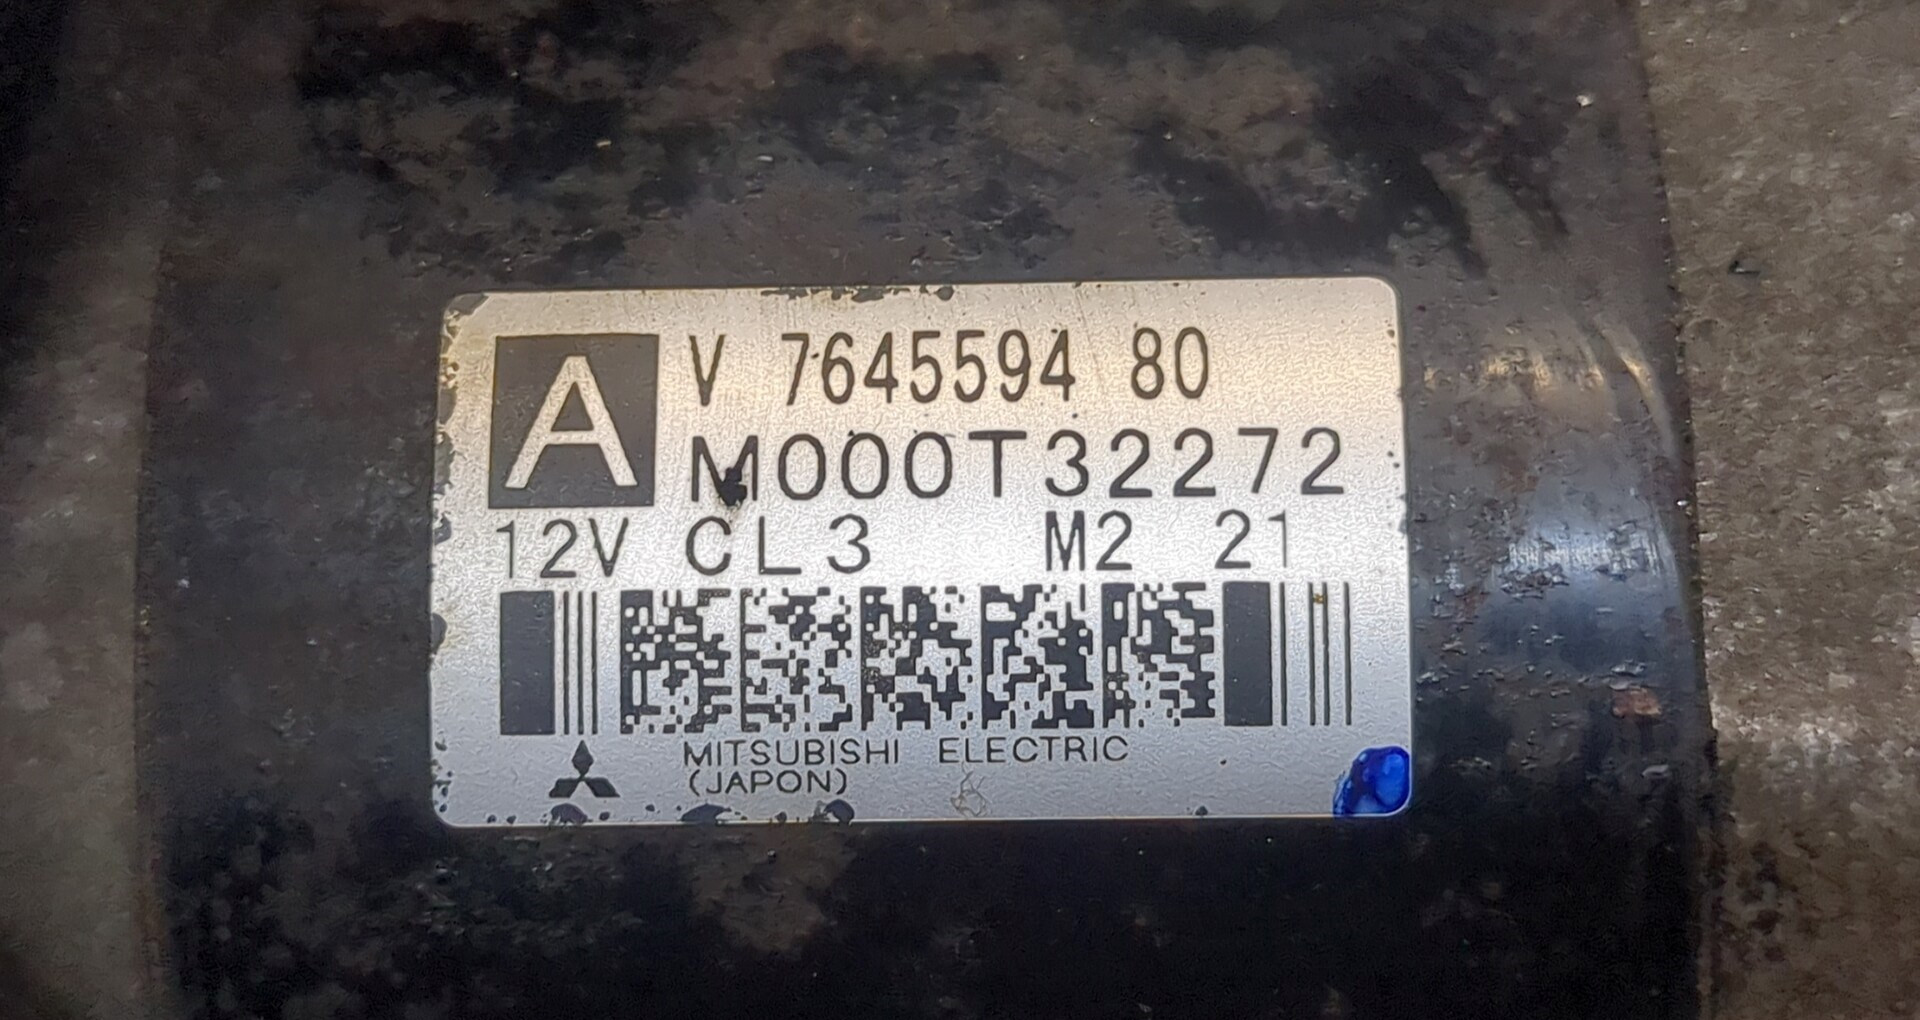 A V 7645594 80
M000T32272
12V CL3 M2 21
MITSUBISHI ELECTRIC
(JAPON)